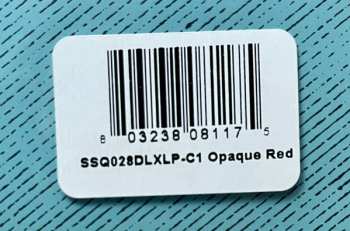 8 03238 08117 5
SSQ028DLXLP-C1 Opaque Red